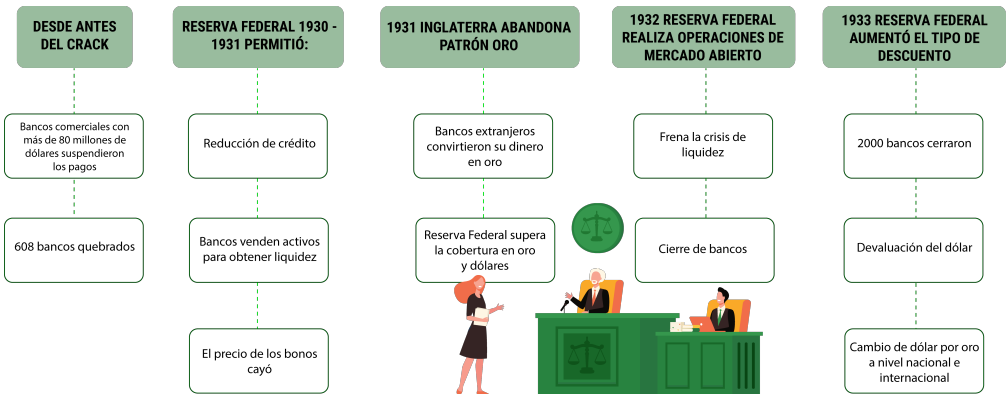 DESDE ANTES
DEL CRACK
Bancos comerciales con
más de 80 millones de
dólares suspendieron
los pagos
608 bancos quebrados
RESERVA FEDERAL 1930 -
1931 PERMITIÓ:
Reducción de crédito
Bancos venden activos
para obtener liquidez
El precio de los bonos
cayó
1931 INGLATERRA ABANDONA
PATRÓN ORO
Bancos extranjeros
convirtieron su dinero
en oro
Reserva Federal supera
la cobertura en oro
y dólares
1932 RESERVA FEDERAL
REALIZA OPERACIONES DE
MERCADO ABIERTO
Frena la crisis de
liquidez
Cierre de bancos
1933 RESERVA FEDERAL
AUMENTÓ EL TIPO DE
DESCUENTO
2000 bancos cerraron
Devaluación del dólar
Cambio de dólar por oro
a nivel nacional e
internacional